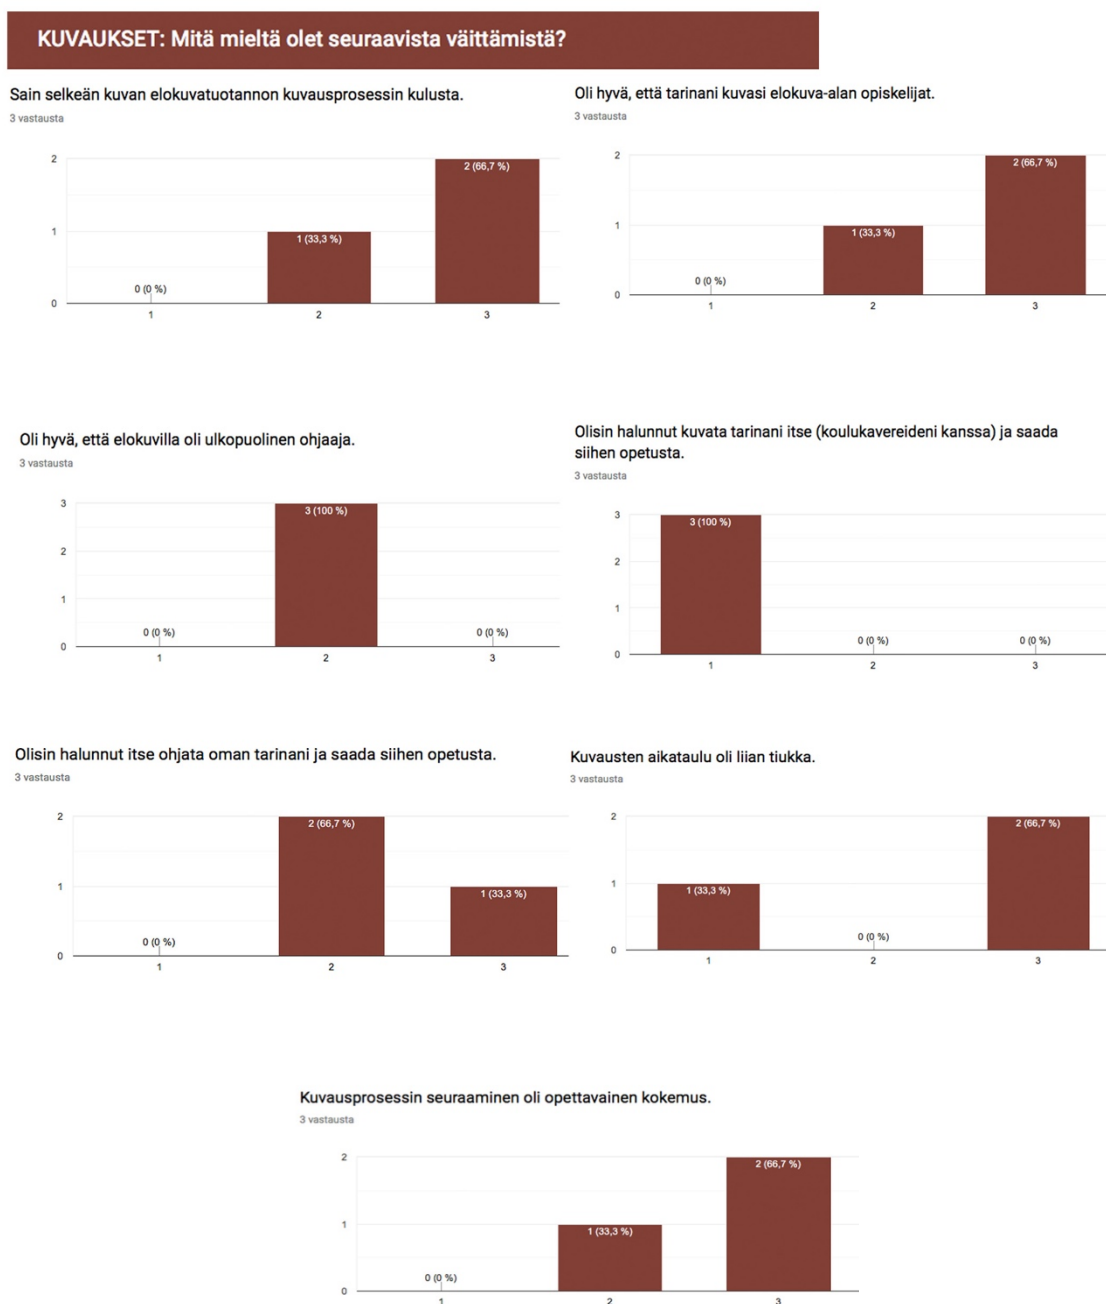 KUVAUKSET: Mitä mieltä olet seuraavista väittämistä?
Sain selkeän kuvan elokuvatuotannon kuvausprosessin kulusta.
3 vastausta
2
1
0
0 (0 %)
1 (33,3 %)
2 (66,7 %)
1 2 3
Oli hyvä, että tarinani kuvasi elokuva-alan opiskelijat.
3 vastausta
2
1
0
0 (0 %)
1 (33,3 %)
2 (66,7 %)
1 2 3
Oli hyvä, että elokuvilla oli ulkopuolinen ohjaaja.
3 vastausta
3
2
1
0
0 (0 %)
3 (100 %)
0 (0 %)
1 2 3
Olisin halunnut kuvata tarinani itse (koulukavereideni kanssa) ja saada
siihen opetusta.
3 vastausta
3
2
1
0
3 (100 %)
0 (0 %)
0 (0 %)
1 2 3
Olisin halunnut itse ohjata oman tarinani ja saada siihen opetusta.
3 vastausta
2
1
0
0 (0 %)
2 (66,7 %)
1 (33,3 %)
1 2 3
Kuvausten aikataulu oli liian tiukka.
3 vastausta
2
1
0
1 (33,3 %)
0 (0 %)
2 (66,7 %)
1 2 3
Kuvausprosessin seuraaminen oli opettavainen kokemus.
3 vastausta
2
1
0
0 (0 %)
1 (33,3 %)
2 (66,7 %)
1 2 3